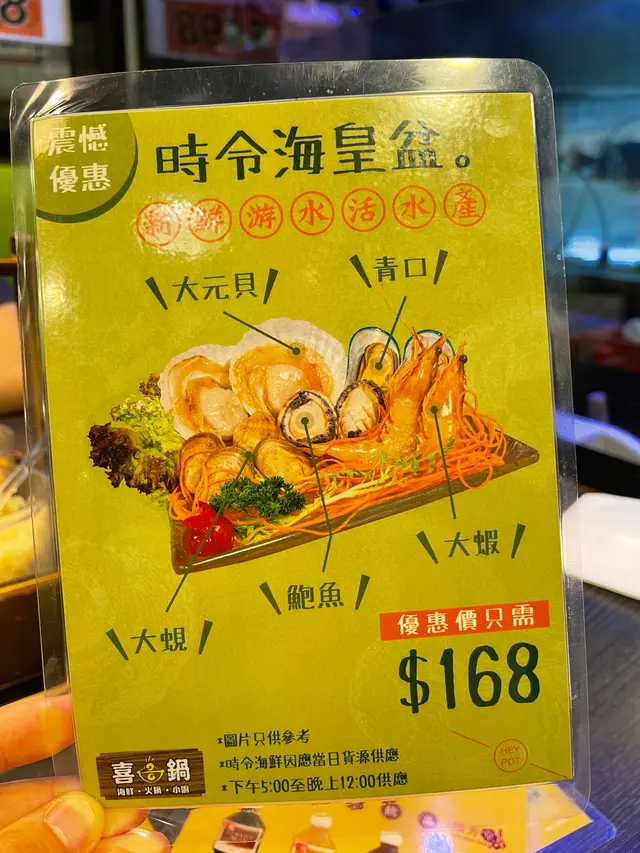 震憾
優惠
時令海皇盆。
新鮮游水活水產
大元貝
青口
大蝦
鮑魚
大蜆
優惠價只需
$168
*圖片只供參考
*時令海鮮因應當日貨源供應
*下午5:00至晚上12:00供應
喜鍋
海鮮・火鍋・小廚
HEY
POT